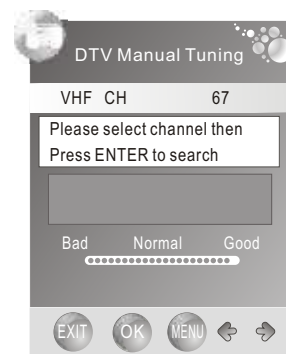 DTV Manual Tuning
VHF CH 67
Please select channel then
Press ENTER to search
Bad Normal Good
EXIT OK MENU